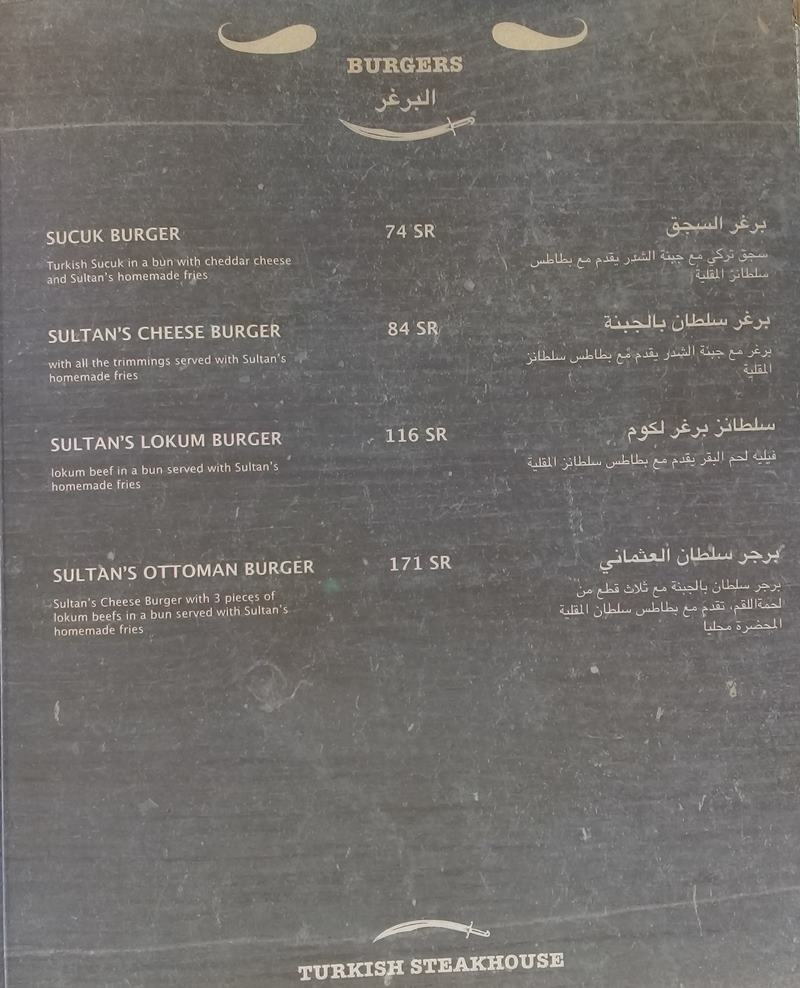 BURGERS
البرغر
SUCUK BURGER
74 SR
برغر السجق
Turkish Sucuk in a bun with cheddar cheese
and Sultan's homemade fries
سجق تركي مع جبنة الشدر يقدم مع بطاطس
سلطانز المقلية
SULTAN'S CHEESE BURGER
84 SR
برغر سلطان بالجبنة
with all the trimmings served with Sultan's
homemade fries
برغر مع جبنة الشدر يقدم مع بطاطس سلطانز
المقلية
SULTAN'S LOKUM BURGER
116 SR
سلطانز برغر لكوم
lokum beef in a bun served with Sultan's
homemade fries
فيليه لحم البقر يقدم مع بطاطس سلطانز المقلية
SULTAN'S OTTOMAN BURGER
171 SR
برجر سلطان العثماني
Sultan's Cheese Burger with 3 pieces of
lokum beefs in a bun served with Sultan's
homemade fries
برجر سلطان بالجبنة مع ثلاث قطع من
لحمةاللقم، تقدم مع بطاطس سلطان المقلية
المحضرة محلياً
TURKISH STEAKHOUSE